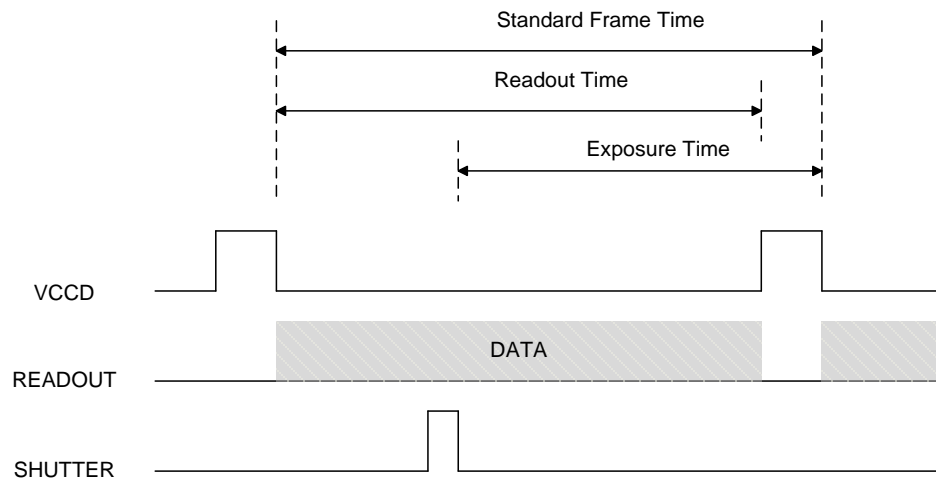 Standard Frame Time
Readout Time
Exposure Time
VCCD
DATA
READOUT
SHUTTER